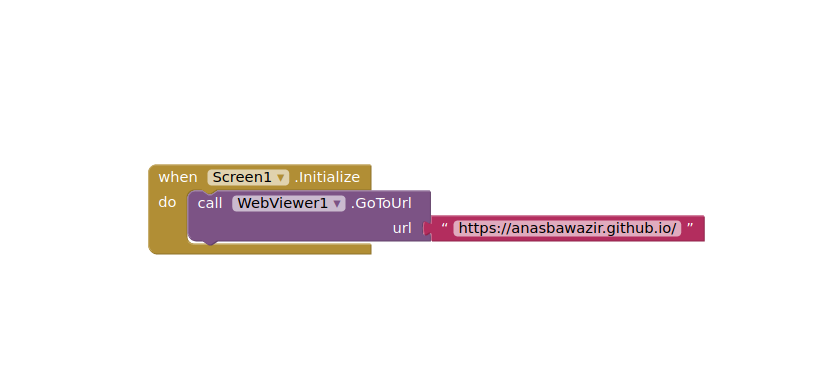 when Screen1 .Initialize
do call WebViewer1 .GoToUrl
url “ https://anasbawazir.github.io/ ”